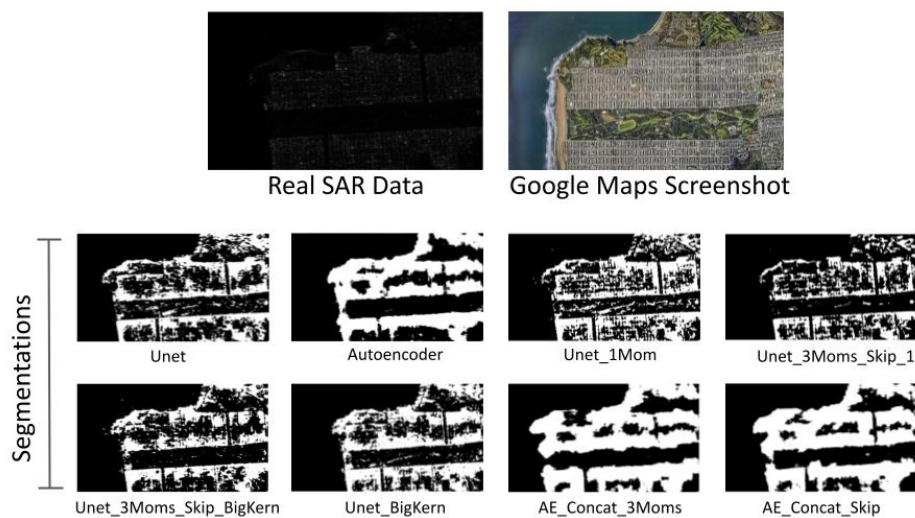 Real SAR Data
Google Maps Screenshot
Segmentations
Unet
Autoencoder
Unet_1Mom
Unet_3Moms_Skip_1
Unet_3Moms_Skip_BigKern
Unet_BigKern
AE_Concat_3Moms
AE_Concat_Skip